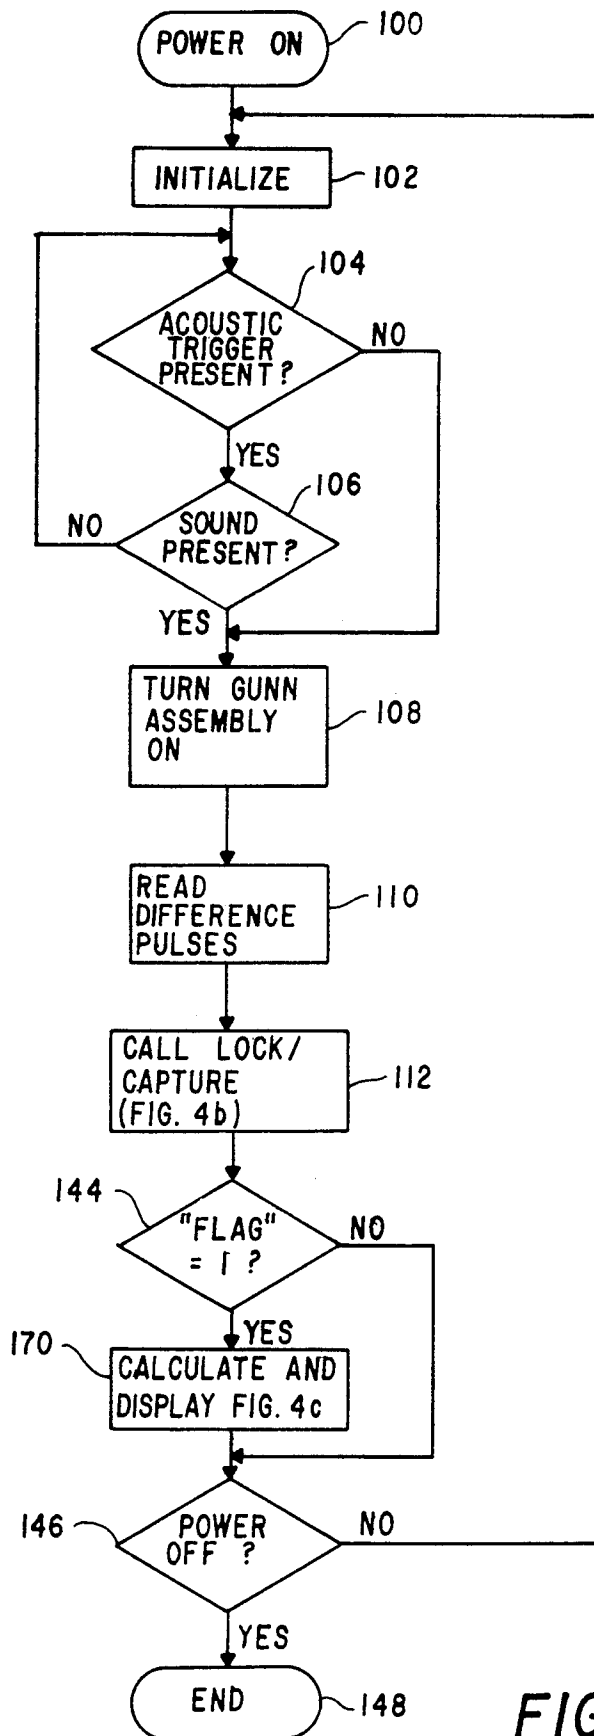 POWER ON
100
INITIALIZE
102
104
ACOUSTIC
TRIGGER
PRESENT?
NO
YES
106
SOUND
PRESENT?
NO
YES
TURN GUNN
ASSEMBLY
ON
108
READ
DIFFERENCE
PULSES
110
CALL LOCK/
CAPTURE
(FIG. 4b)
112
144
"FLAG"
= 1 ?
NO
YES
170
CALCULATE AND
DISPLAY FIG. 4c
146
POWER
OFF ?
NO
YES
END
148
FIG